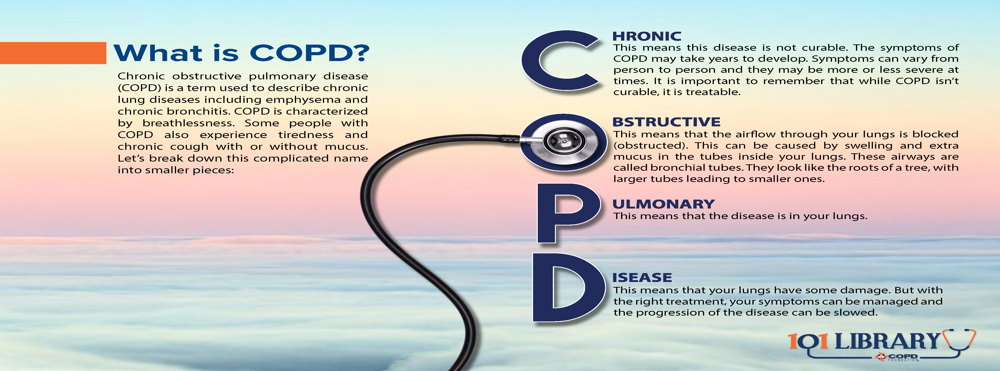 What is COPD?
Chronic obstructive pulmonary disease
(COPD) is a term used to describe chronic
lung diseases including emphysema and
chronic bronchitis. COPD is characterized
by breathlessness. Some people with
COPD also experience tiredness and
chronic cough with or without mucus.
Let's break down this complicated name
into smaller pieces:
CHRONIC
This means this disease is not curable. The symptoms of
COPD may take years to develop. Symptoms can vary from
person to person and they may be more or less severe at
times. It is important to remember that while COPD isn't
curable, it is treatable.
OBSTRUCTIVE
This means that the airflow through your lungs is blocked
(obstructed). This can be caused by swelling and extra
mucus in the tubes inside your lungs. These airways are
called bronchial tubes. They look like the roots of a tree, with
larger tubes leading to smaller ones.
PULMONARY
This means that the disease is in your lungs.
DISEASE
This means that your lungs have some damage. But with
the right treatment, your symptoms can be managed and
the progression of the disease can be slowed.
101 LIBRARY
COPD
FOUNDATION®